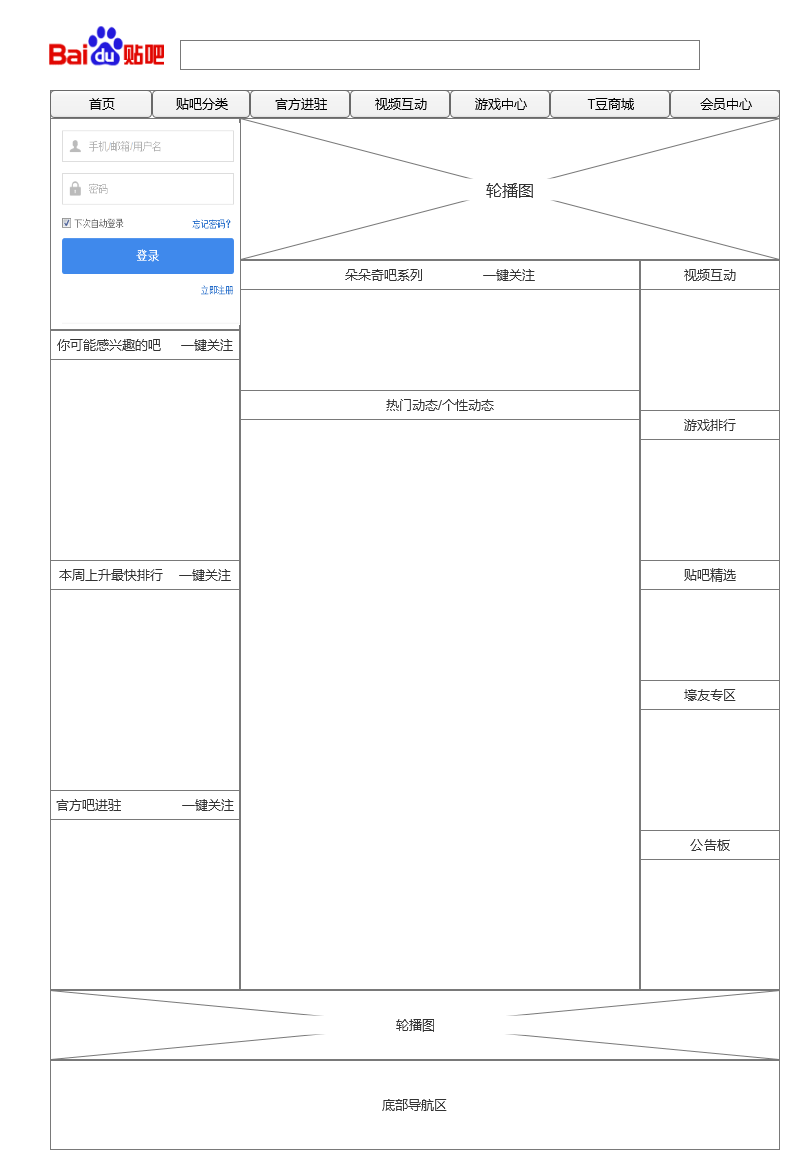 Bai du 贴吧
首页 贴吧分类 官方进驻 视频互动 游戏中心 T豆商城 会员中心
手机/邮箱/用户名
密码
下次自动登录 忘记密码?
登录
立即注册
轮播图
朵朵奇吧系列 一键关注
视频互动
你可能感兴趣的吧 一键关注
热门动态/个性动态
游戏排行
本周上升最快排行 一键关注
贴吧精选
壕友专区
官方吧进驻 一键关注
公告板
轮播图
底部导航区